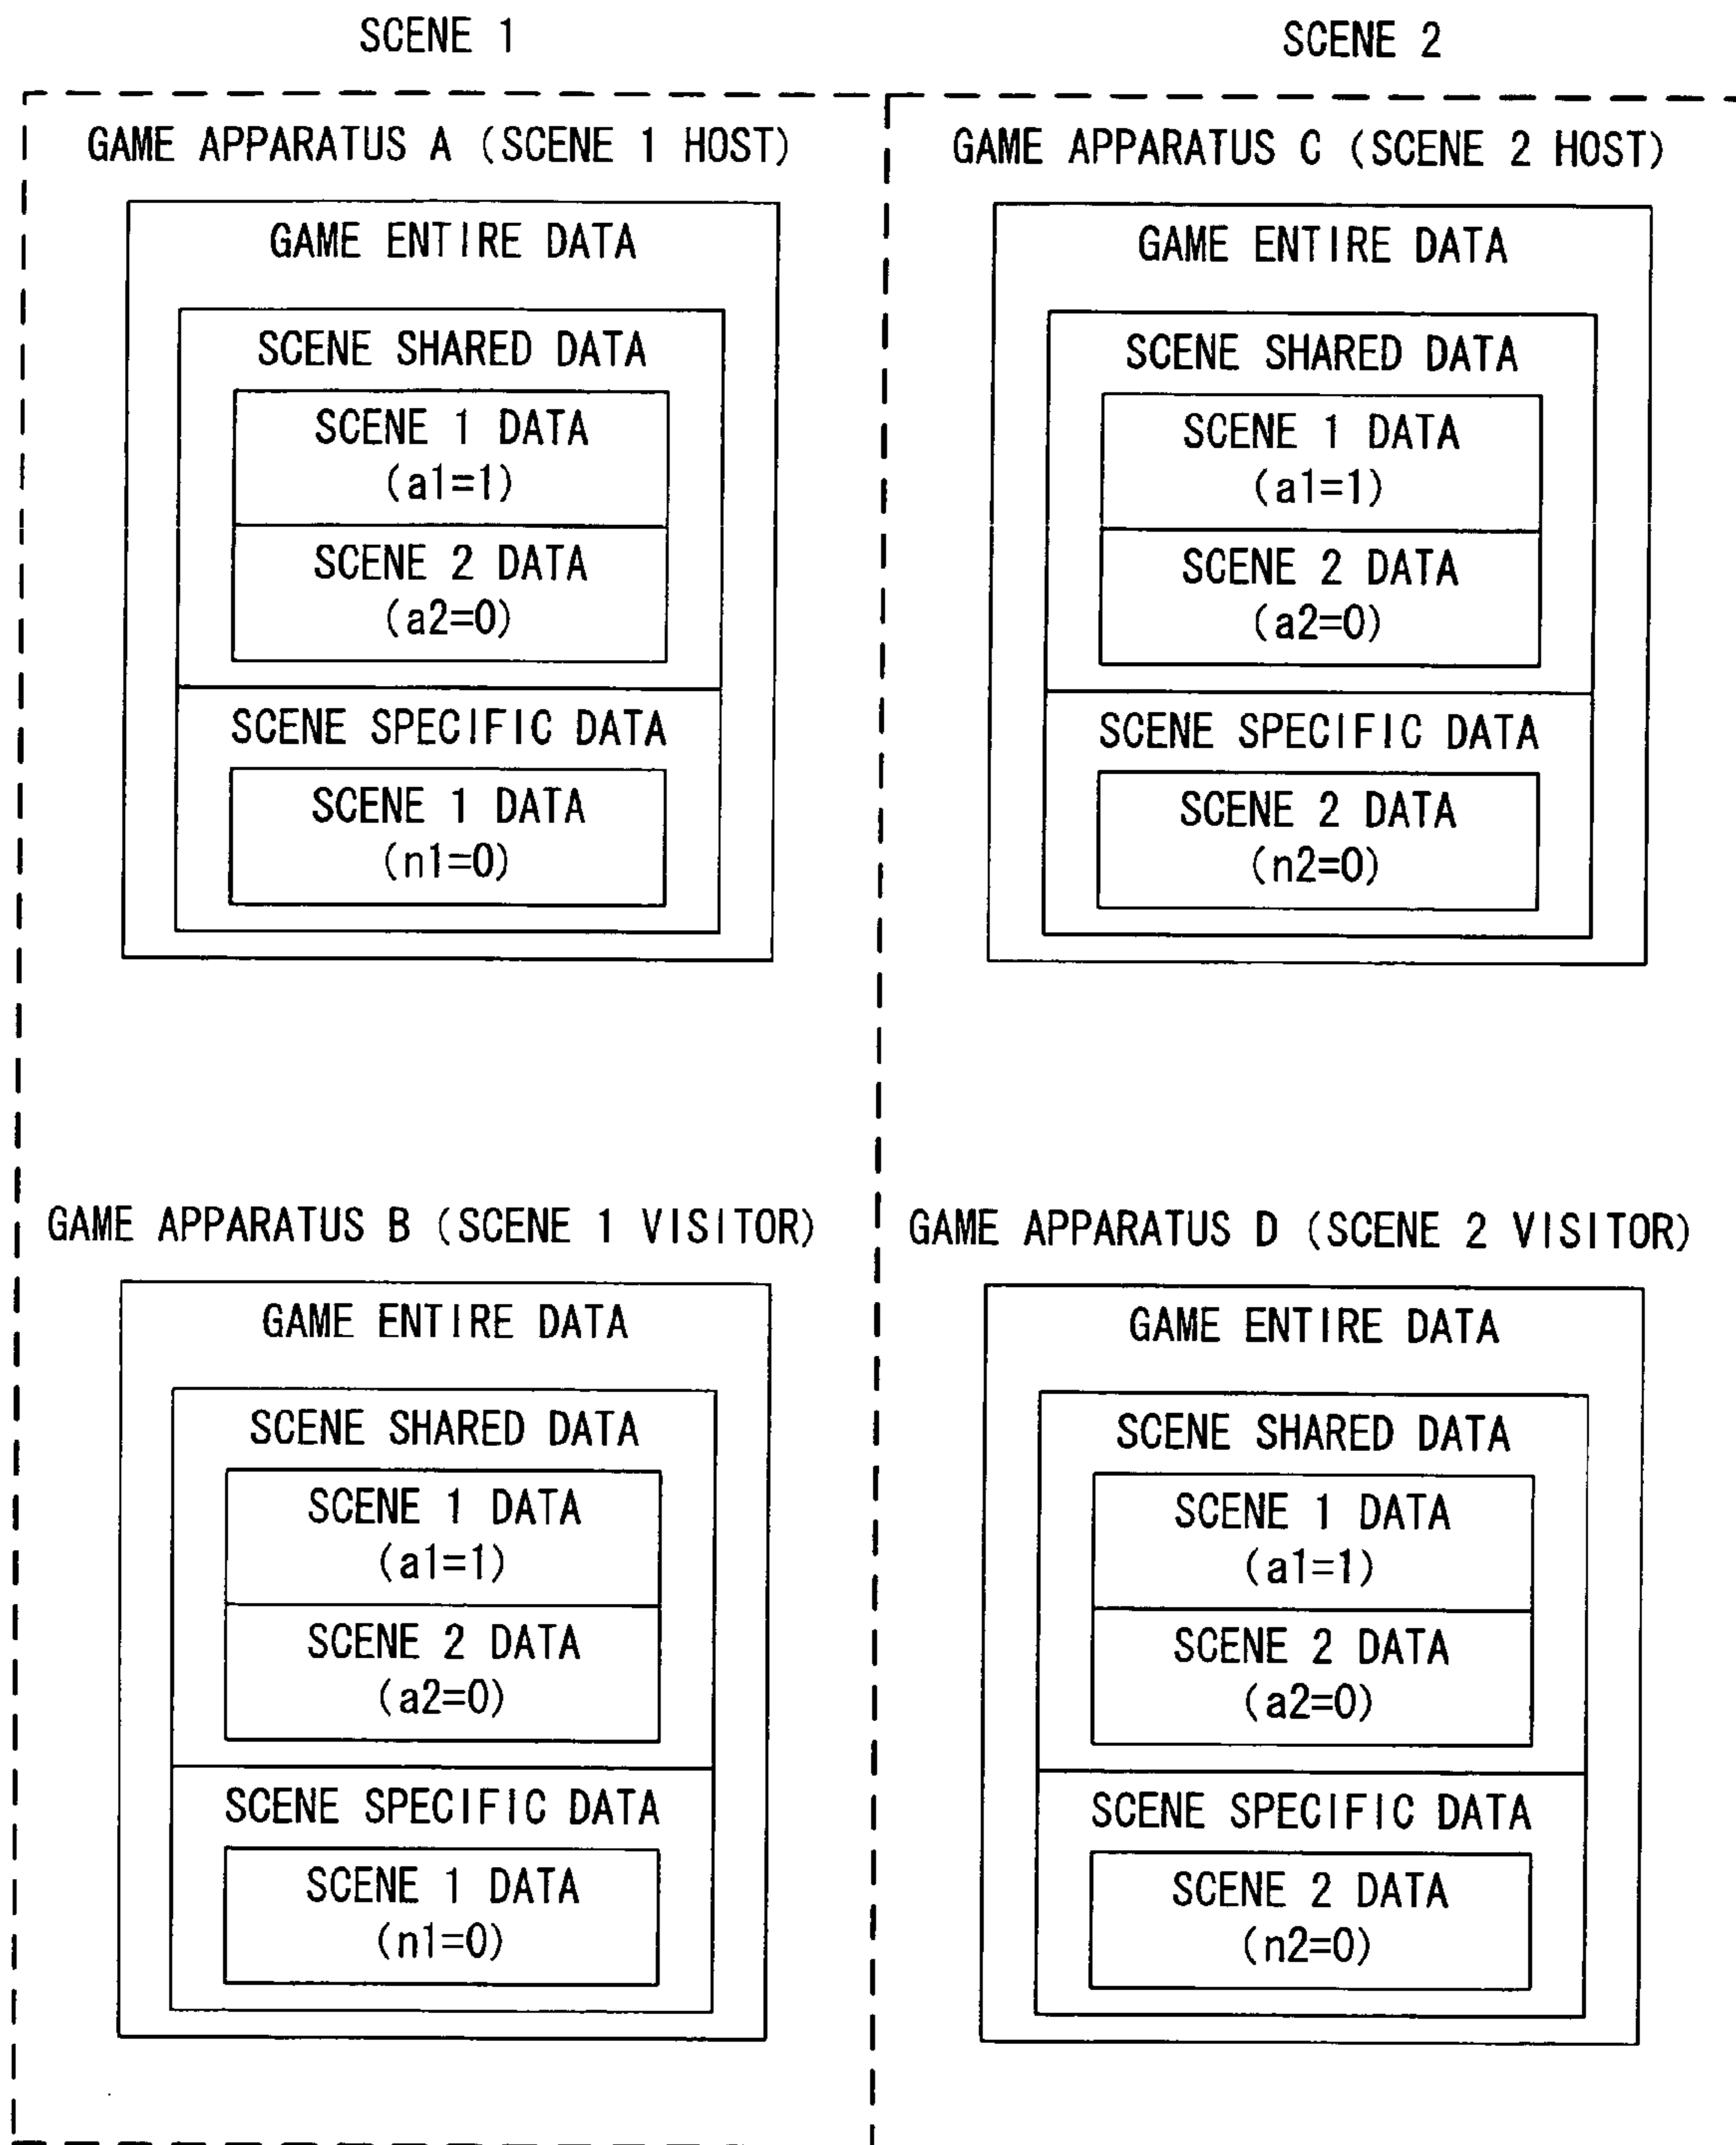 SCENE 1
GAME APPARATUS A (SCENE 1 HOST)
GAME ENTIRE DATA
SCENE SHARED DATA
SCENE 1 DATA
(a1=1)
SCENE 2 DATA
(a2=0)
SCENE SPECIFIC DATA
SCENE 1 DATA
(n1=0)
GAME APPARATUS B (SCENE 1 VISITOR)
GAME ENTIRE DATA
SCENE SHARED DATA
SCENE 1 DATA
(a1=1)
SCENE 2 DATA
(a2=0)
SCENE SPECIFIC DATA
SCENE 1 DATA
(n1=0)
SCENE 2
GAME APPARATUS C (SCENE 2 HOST)
GAME ENTIRE DATA
SCENE SHARED DATA
SCENE 1 DATA
(a1=1)
SCENE 2 DATA
(a2=0)
SCENE SPECIFIC DATA
SCENE 2 DATA
(n2=0)
GAME APPARATUS D (SCENE 2 VISITOR)
GAME ENTIRE DATA
SCENE SHARED DATA
SCENE 1 DATA
(a1=1)
SCENE 2 DATA
(a2=0)
SCENE SPECIFIC DATA
SCENE 2 DATA
(n2=0)